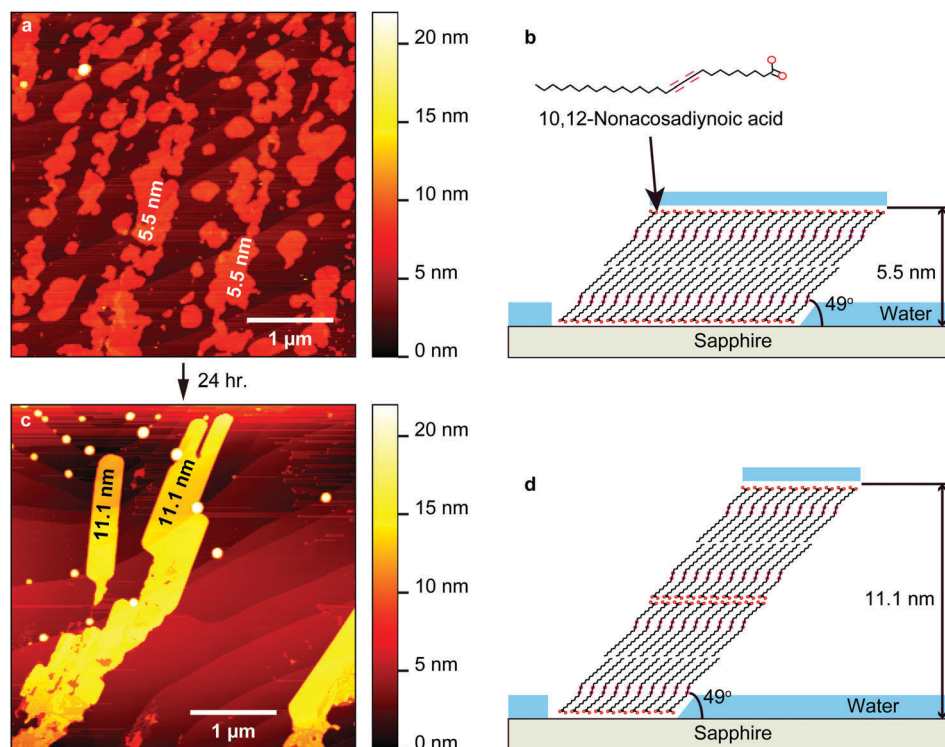 a
20 nm
15 nm
10 nm
5 nm
0 nm
5.5 nm
5.5 nm
1 μm
b
10,12-Nonacosadiynoic acid
5.5 nm
49o
Water
Sapphire
24 hr.
c
20 nm
15 nm
10 nm
5 nm
0 nm
11.1 nm
11.1 nm
1 μm
d
11.1 nm
49o
Water
Sapphire